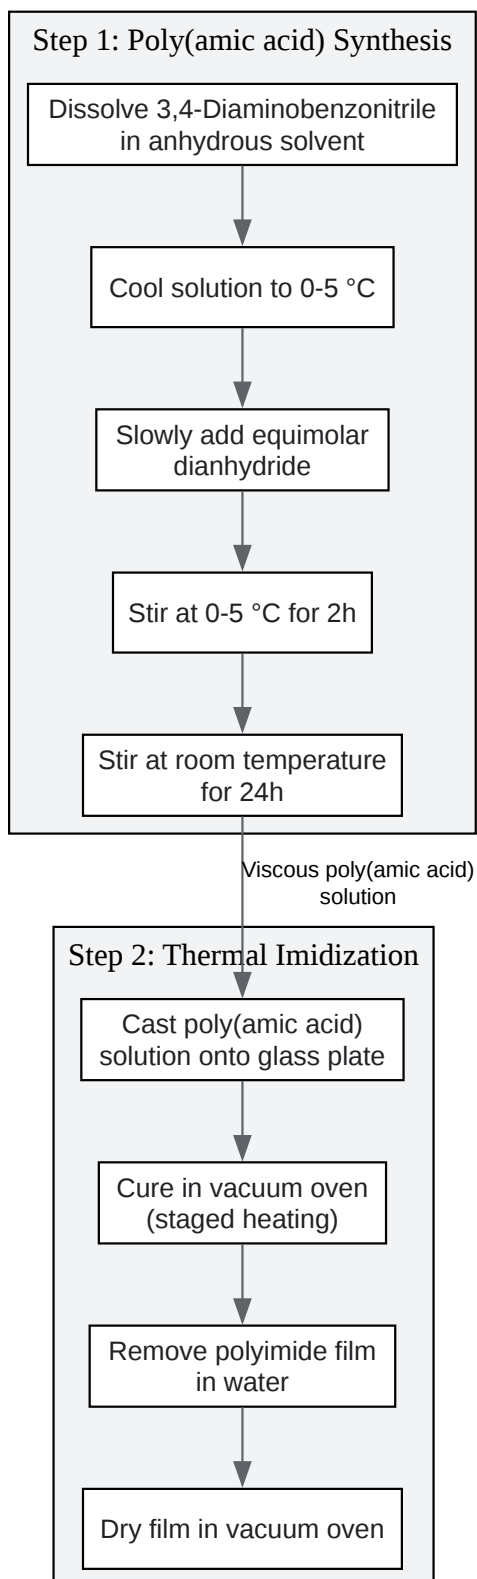 Step 1: Poly(amic acid) Synthesis
Dissolve 3,4-Diaminobenzonitrile
in anhydrous solvent
Cool solution to 0-5 °C
Slowly add equimolar
dianhydride
Stir at 0-5 °C for 2h
Stir at room temperature
for 24h
Viscous poly(amic acid)
solution
Step 2: Thermal Imidization
Cast poly(amic acid)
solution onto glass plate
Cure in vacuum oven
(staged heating)
Remove polyimide film
in water
Dry film in vacuum oven